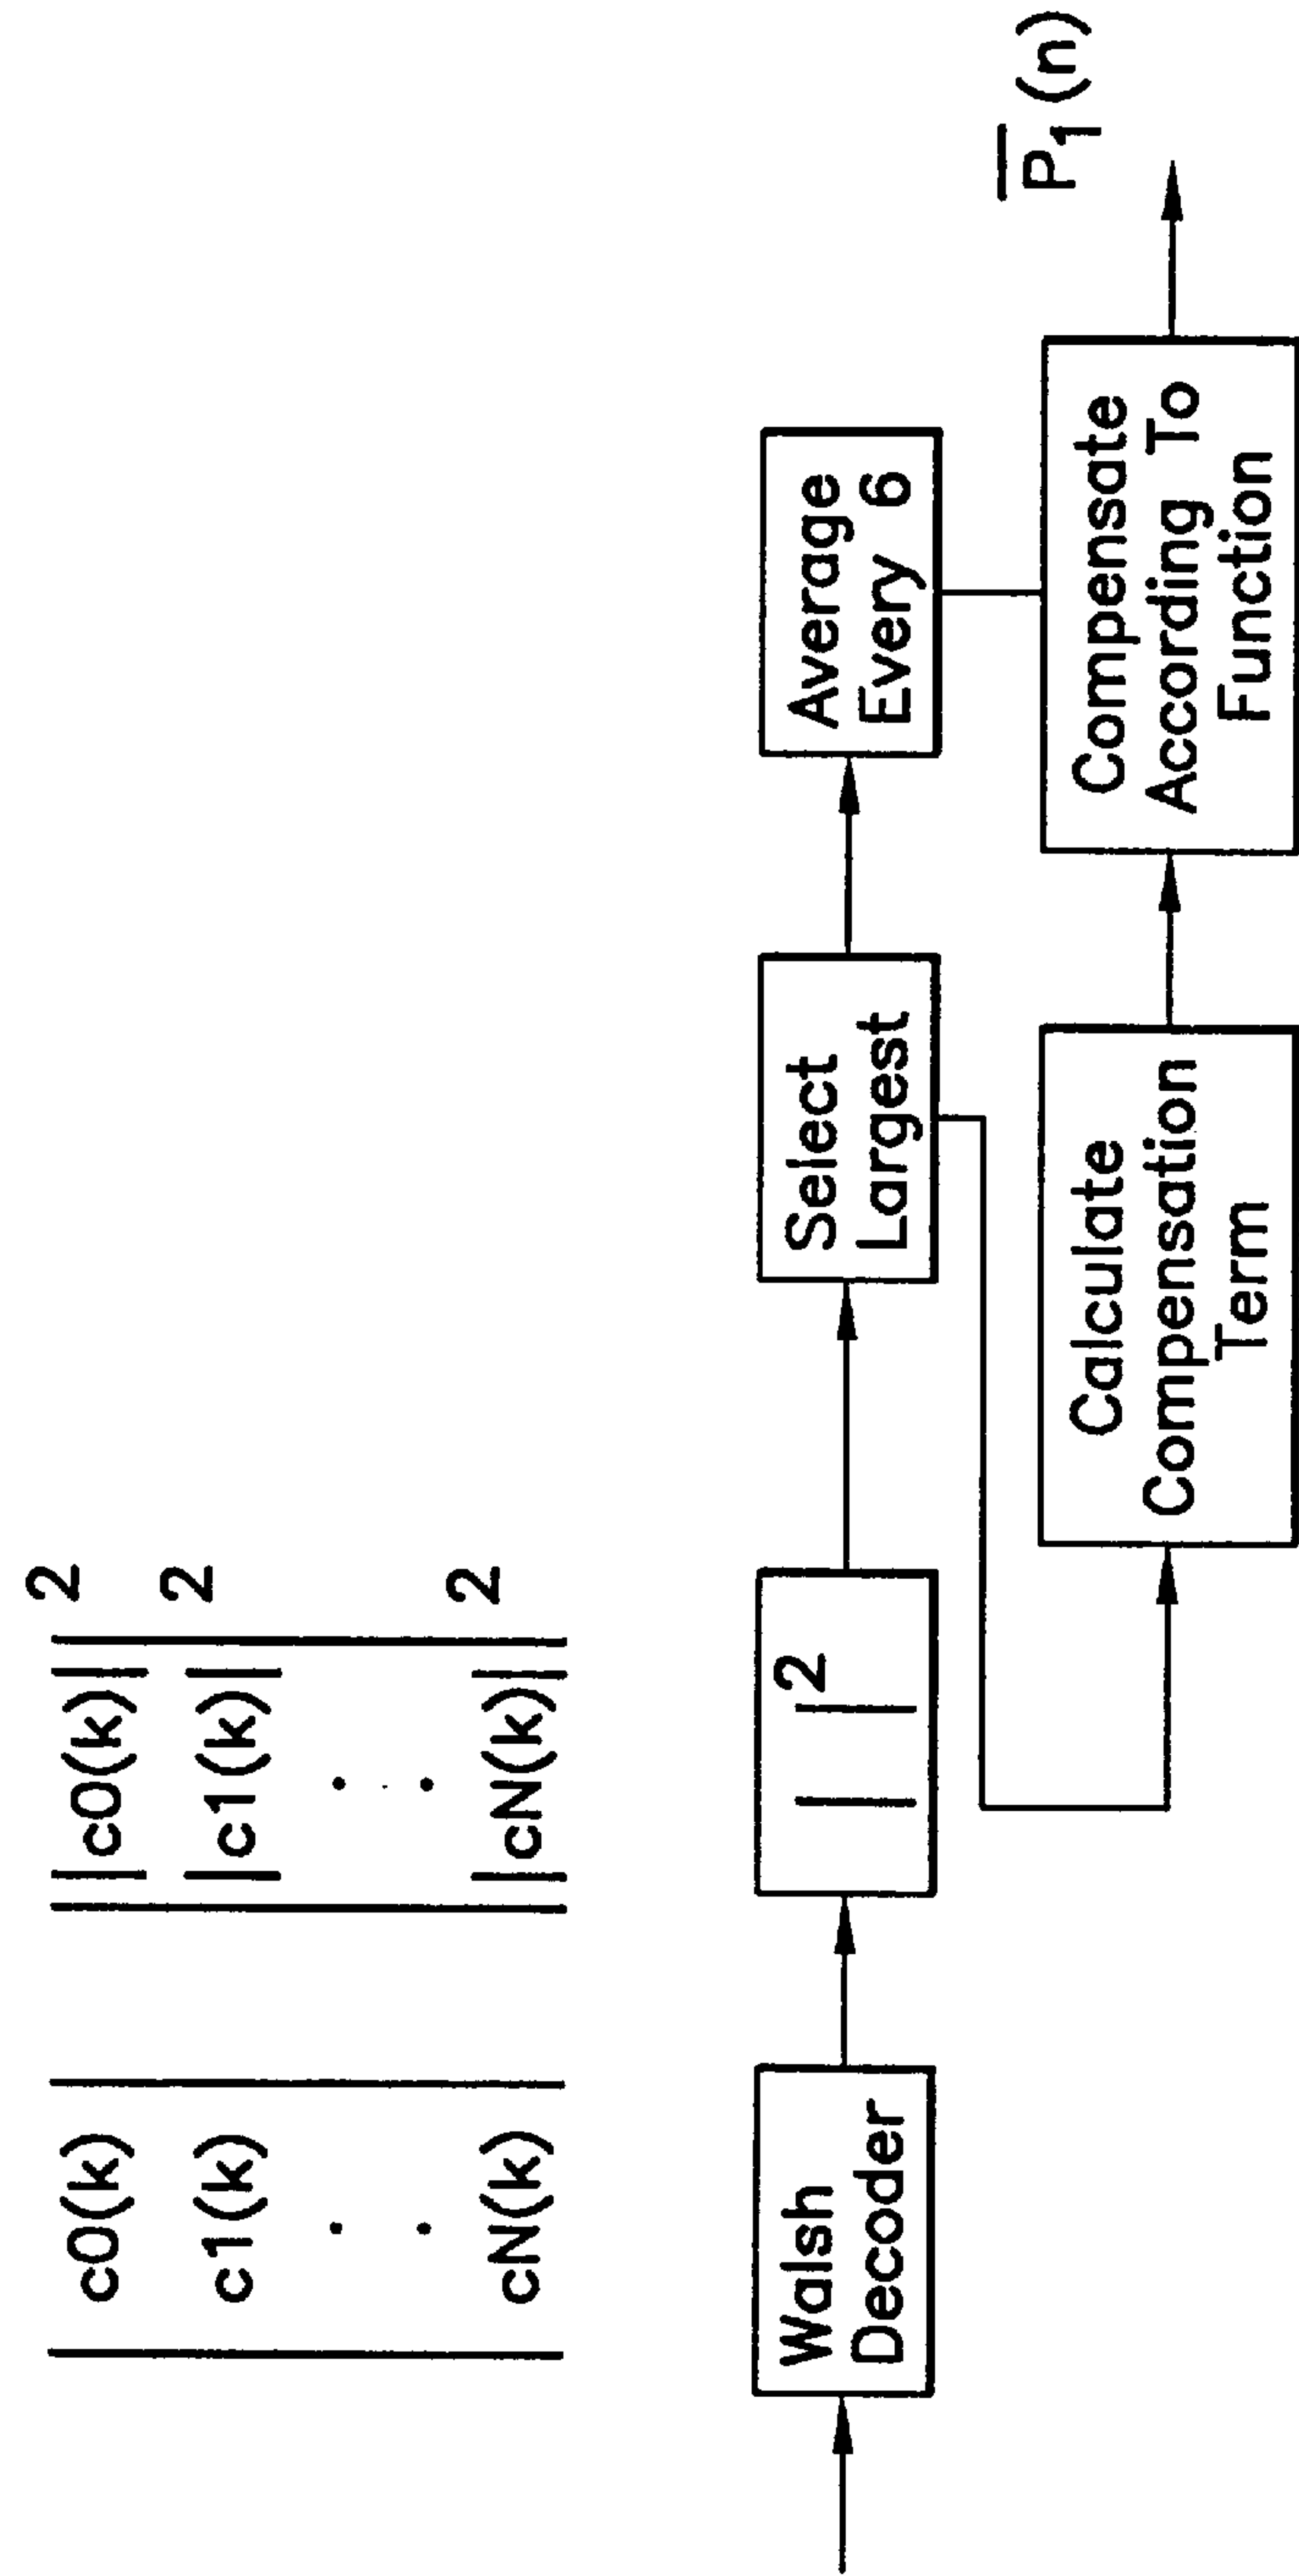 c0(k)
c1(k)
.
.
cN(k)
|c0(k)|²
|c1(k)|²
.
.
|cN(k)|²
Walsh
Decoder
| |²
Select
Largest
Average
Every 6
Calculate
Compensation
Term
Compensate
According To
Function
P̅₁(n)